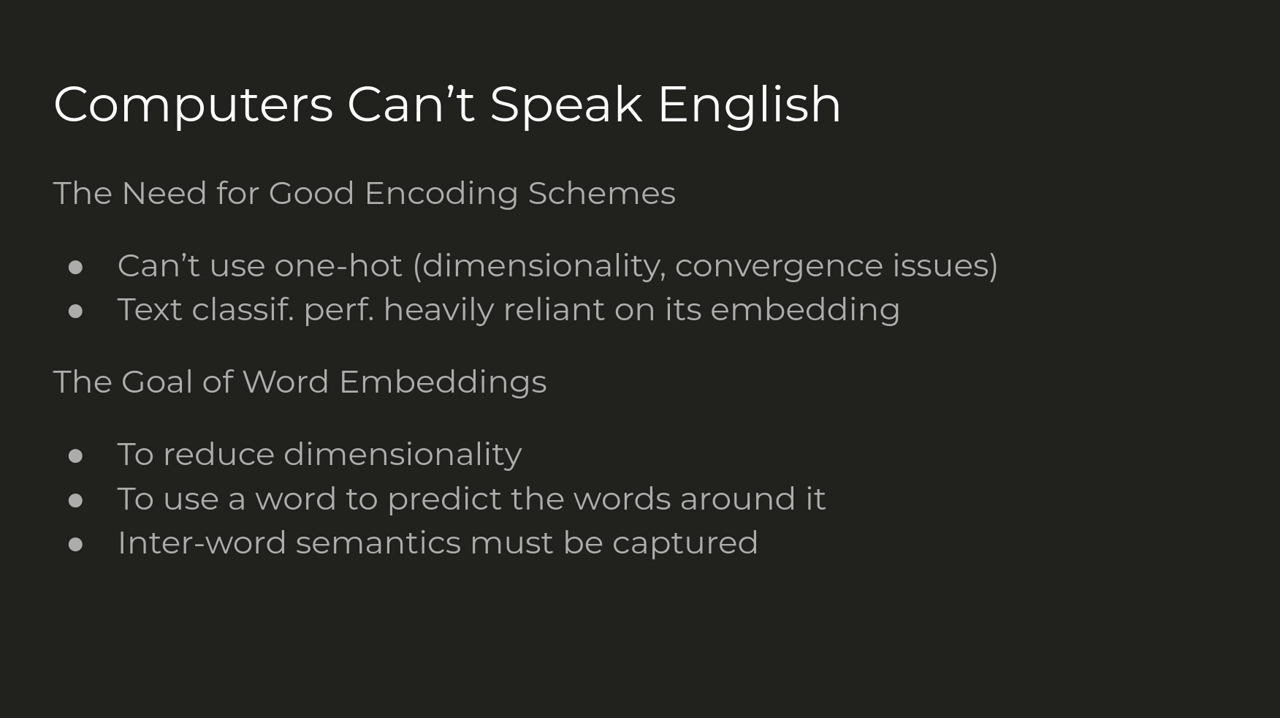 Computers Can’t Speak English
The Need for Good Encoding Schemes
● Can’t use one-hot (dimensionality, convergence issues)
● Text classif. perf. heavily reliant on its embedding
The Goal of Word Embeddings
● To reduce dimensionality
● To use a word to predict the words around it
● Inter-word semantics must be captured